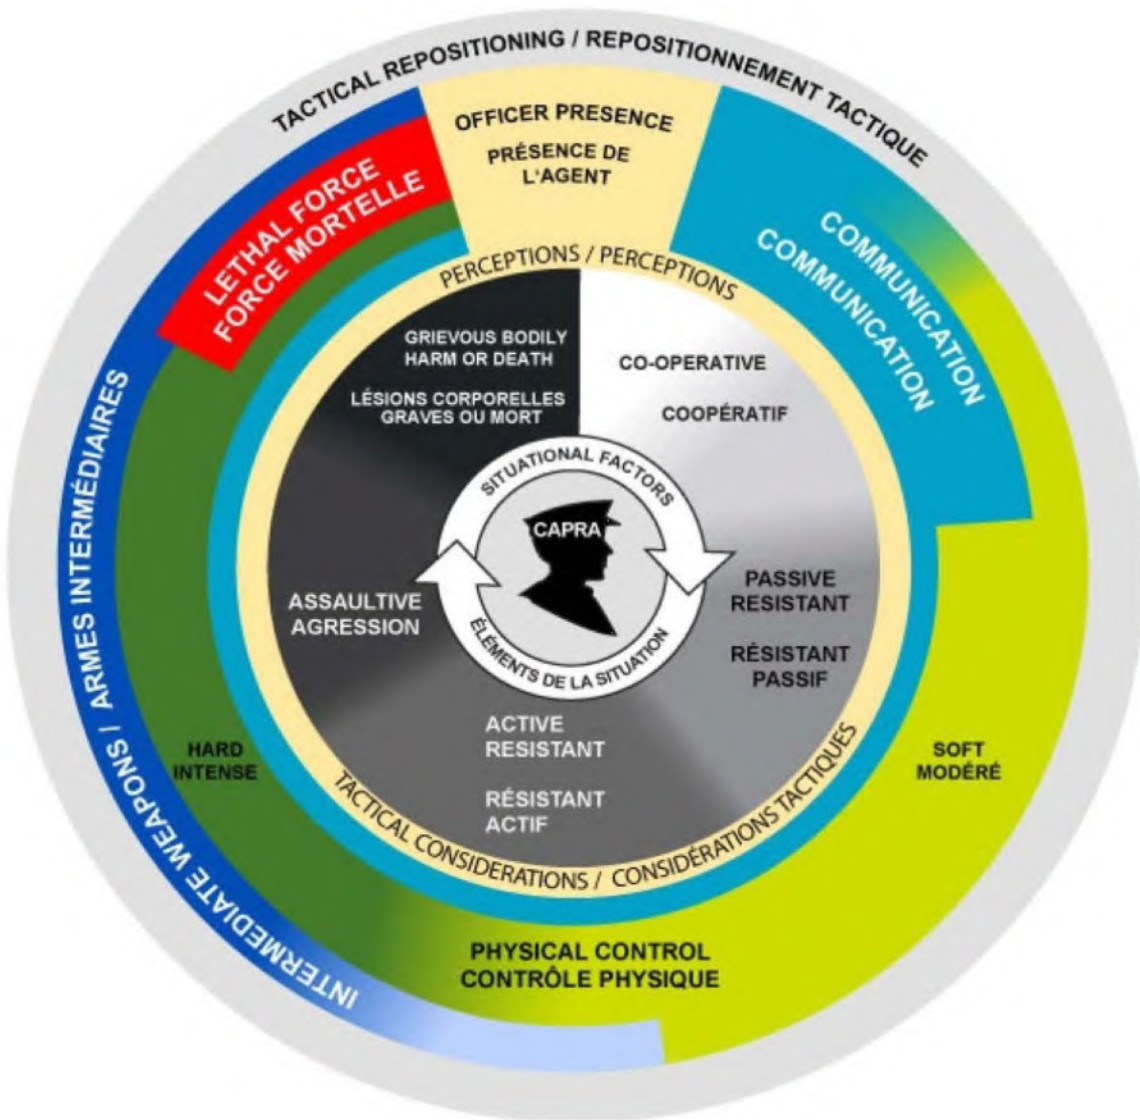 TACTICAL REPOSITIONING / REPOSITIONNEMENT TACTIQUE
OFFICER PRESENCE
PRÉSENCE DE
L'AGENT
LETHAL FORCE
FORCE MORTELLE
COMMUNICATION
COMMUNICATION
PERCEPTIONS / PERCEPTIONS
GRIEVOUS BODILY
HARM OR DEATH
LÉSIONS CORPORELLES
GRAVES OU MORT
CO-OPERATIVE
COOPÉRATIF
SITUATIONAL FACTORS
CAPRA
ÉLÉMENTS DE LA SITUATION
ASSAULTIVE
AGRESSION
PASSIVE
RESISTANT
RÉSISTANT
PASSIF
ACTIVE
RESISTANT
RÉSISTANT
ACTIF
HARD
INTENSE
SOFT
MODÉRÉ
TACTICAL CONSIDERATIONS / CONSIDÉRATIONS TACTIQUES
PHYSICAL CONTROL
CONTRÔLE PHYSIQUE
INTERMEDIATE WEAPONS / ARMES INTERMÉDIAIRES